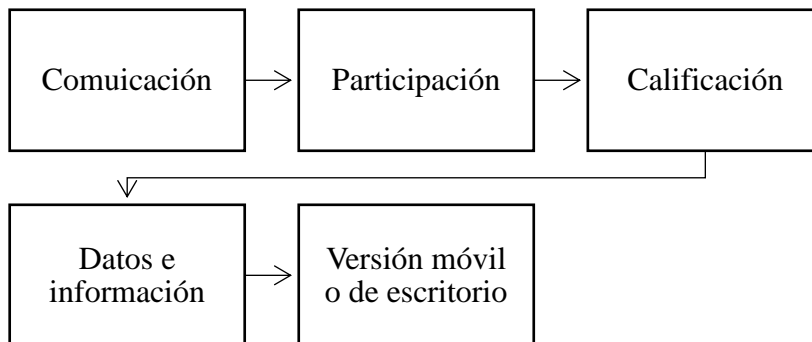 Comuicación
Participación
Calificación
Datos e
información
Versión móvil
o de escritorio